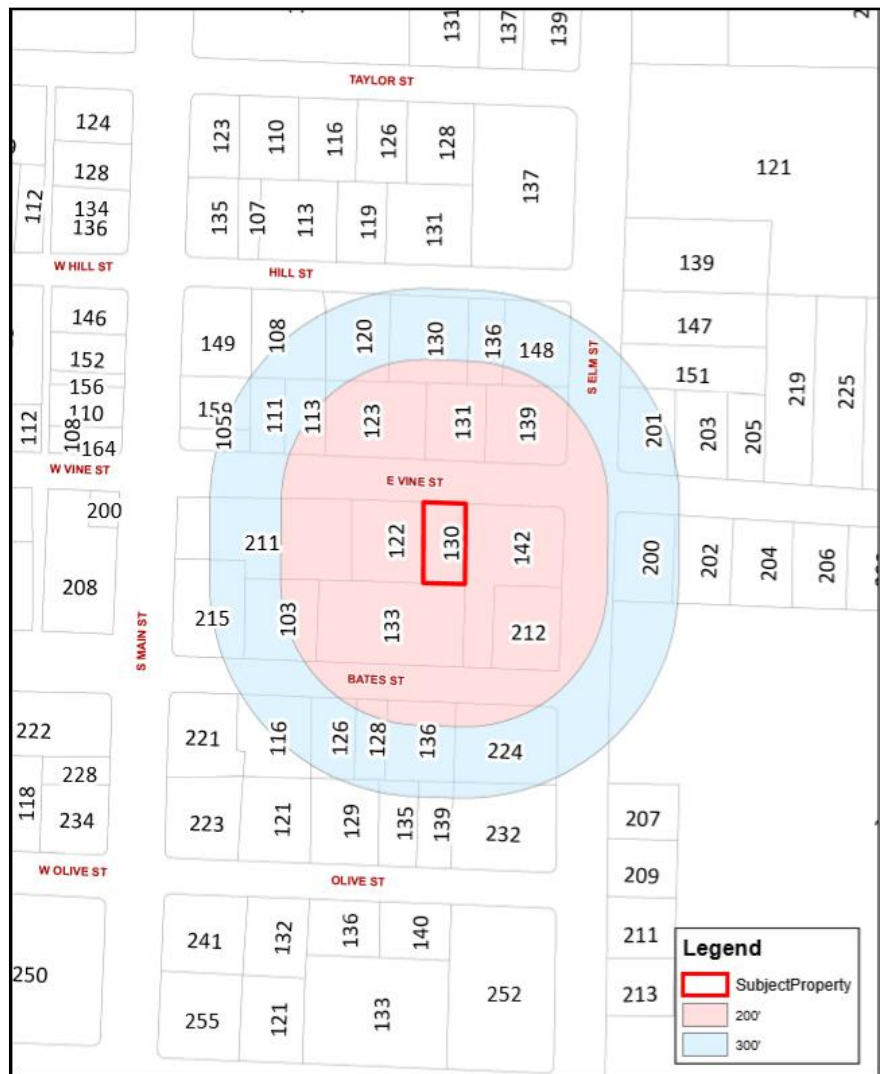 131 137 139
TAYLOR ST
124 123 110 116 126 128
128 137 121
112 134 135 107 113 119 131
136
139
W HILL ST HILL ST
146 149 108 120 130 136 148 147
152 S ELM ST 151
156 219 225
112 108 110 105 111 113 123 131 139 201 203 205
164
W VINE ST E VINE ST
200
211 122 130 142 200 202 204 206
208
215 103 133 212
S MAIN ST
BATES ST
222 221 116 126 128 136 224
228
118 234 223 121 129 135 139 232 207
W OLIVE ST OLIVE ST 209
241 132 136 140 211
250 252 213
255 121 133
Legend
SubjectProperty
200'
300'